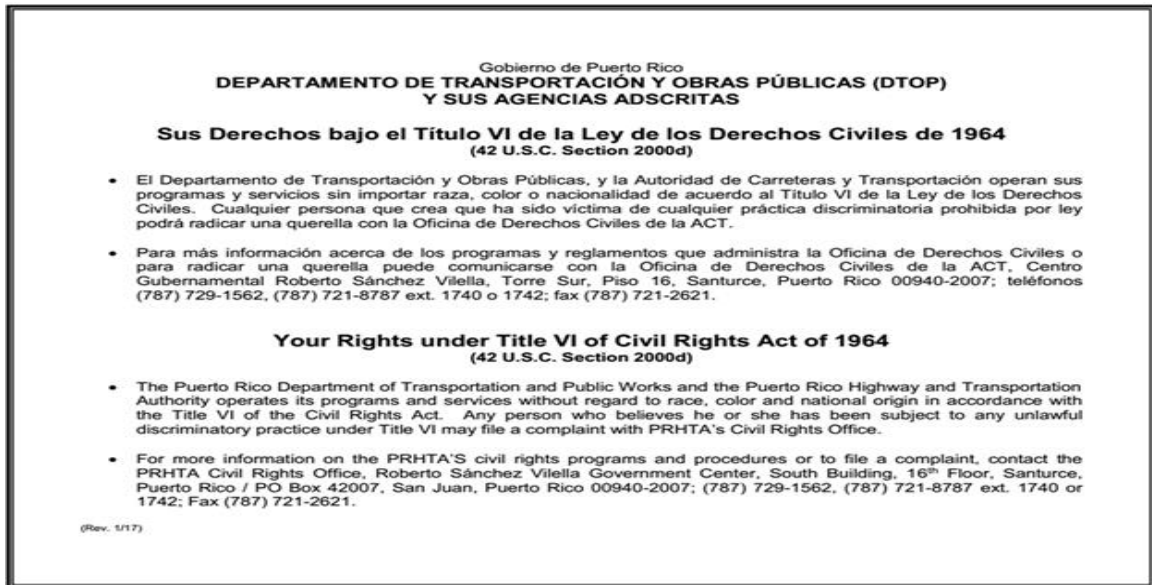 Gobierno de Puerto Rico
DEPARTAMENTO DE TRANSPORTACIÓN Y OBRAS PÚBLICAS (DTOP)
Y SUS AGENCIAS ADSCRITAS
Sus Derechos bajo el Título VI de la Ley de los Derechos Civiles de 1964
(42 U.S.C. Section 2000d)
• El Departamento de Transportación y Obras Públicas, y la Autoridad de Carreteras y Transportación operan sus
programas y servicios sin importar raza, color o nacionalidad de acuerdo al Título VI de la Ley de los Derechos
Civiles. Cualquier persona que crea que ha sido víctima de cualquier práctica discriminatoria prohibida por ley
podrá radicar una querella con la Oficina de Derechos Civiles de la ACT.
• Para más información acerca de los programas y reglamentos que administra la Oficina de Derechos Civiles o
para radicar una querella puede comunicarse con la Oficina de Derechos Civiles de la ACT, Centro
Gubernamental Roberto Sánchez Vilella, Torre Sur, Piso 16, Santurce, Puerto Rico 00940-2007; teléfonos
(787) 729-1562, (787) 721-8787 ext. 1740 o 1742; fax (787) 721-2621.
Your Rights under Title VI of Civil Rights Act of 1964
(42 U.S.C. Section 2000d)
• The Puerto Rico Department of Transportation and Public Works and the Puerto Rico Highway and Transportation
Authority operates its programs and services without regard to race, color and national origin in accordance with
the Title VI of the Civil Rights Act. Any person who believes he or she has been subject to any unlawful
discriminatory practice under Title VI may file a complaint with PRHTA's Civil Rights Office.
• For more information on the PRHTA'S civil rights programs and procedures or to file a complaint, contact the
PRHTA Civil Rights Office, Roberto Sánchez Vilella Government Center, South Building, 16th Floor, Santurce,
Puerto Rico / PO Box 42007, San Juan, Puerto Rico 00940-2007; (787) 729-1562, (787) 721-8787 ext. 1740 or
1742; Fax (787) 721-2621.
(Rev. 1/17)